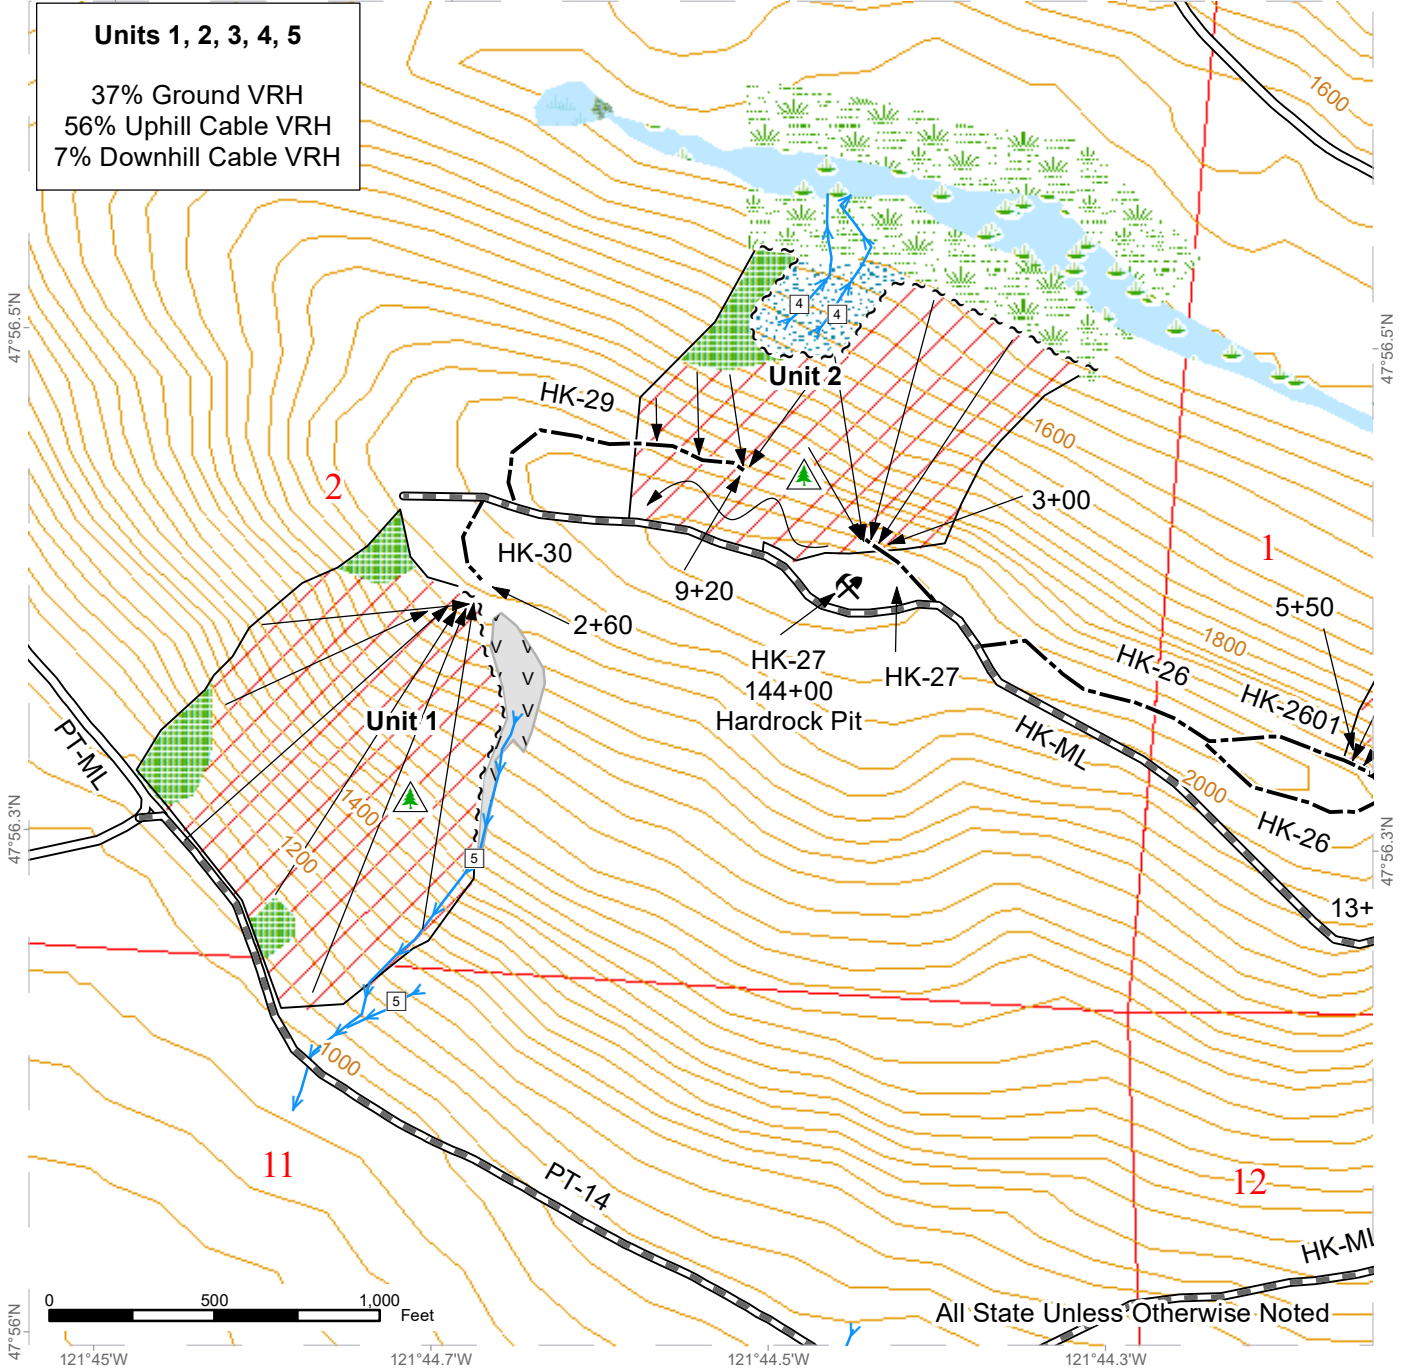 Units 1, 2, 3, 4, 5
37% Ground VRH
56% Uphill Cable VRH
7% Downhill Cable VRH
1600
47°56.5'N
47°56.5'N
4
4
Unit 2
HK-29
1600
2
3+00
1
HK-30
9+20
5+50
2+60
1800
HK-27
144+00
Hardrock Pit
HK-27
HK-26
HK-2601
V
V
V
V
V
Unit 1
PT-ML
HK-ML
2000
1400
1200
HK-26
47°56.3'N
47°56.3'N
5
13+
5
1000
11
12
PT-14
HK-ML
0
500
1,000
Feet
All State Unless Otherwise Noted
47°56'N
121°45'W
121°44.7'W
121°44.5'W
121°44.3'W